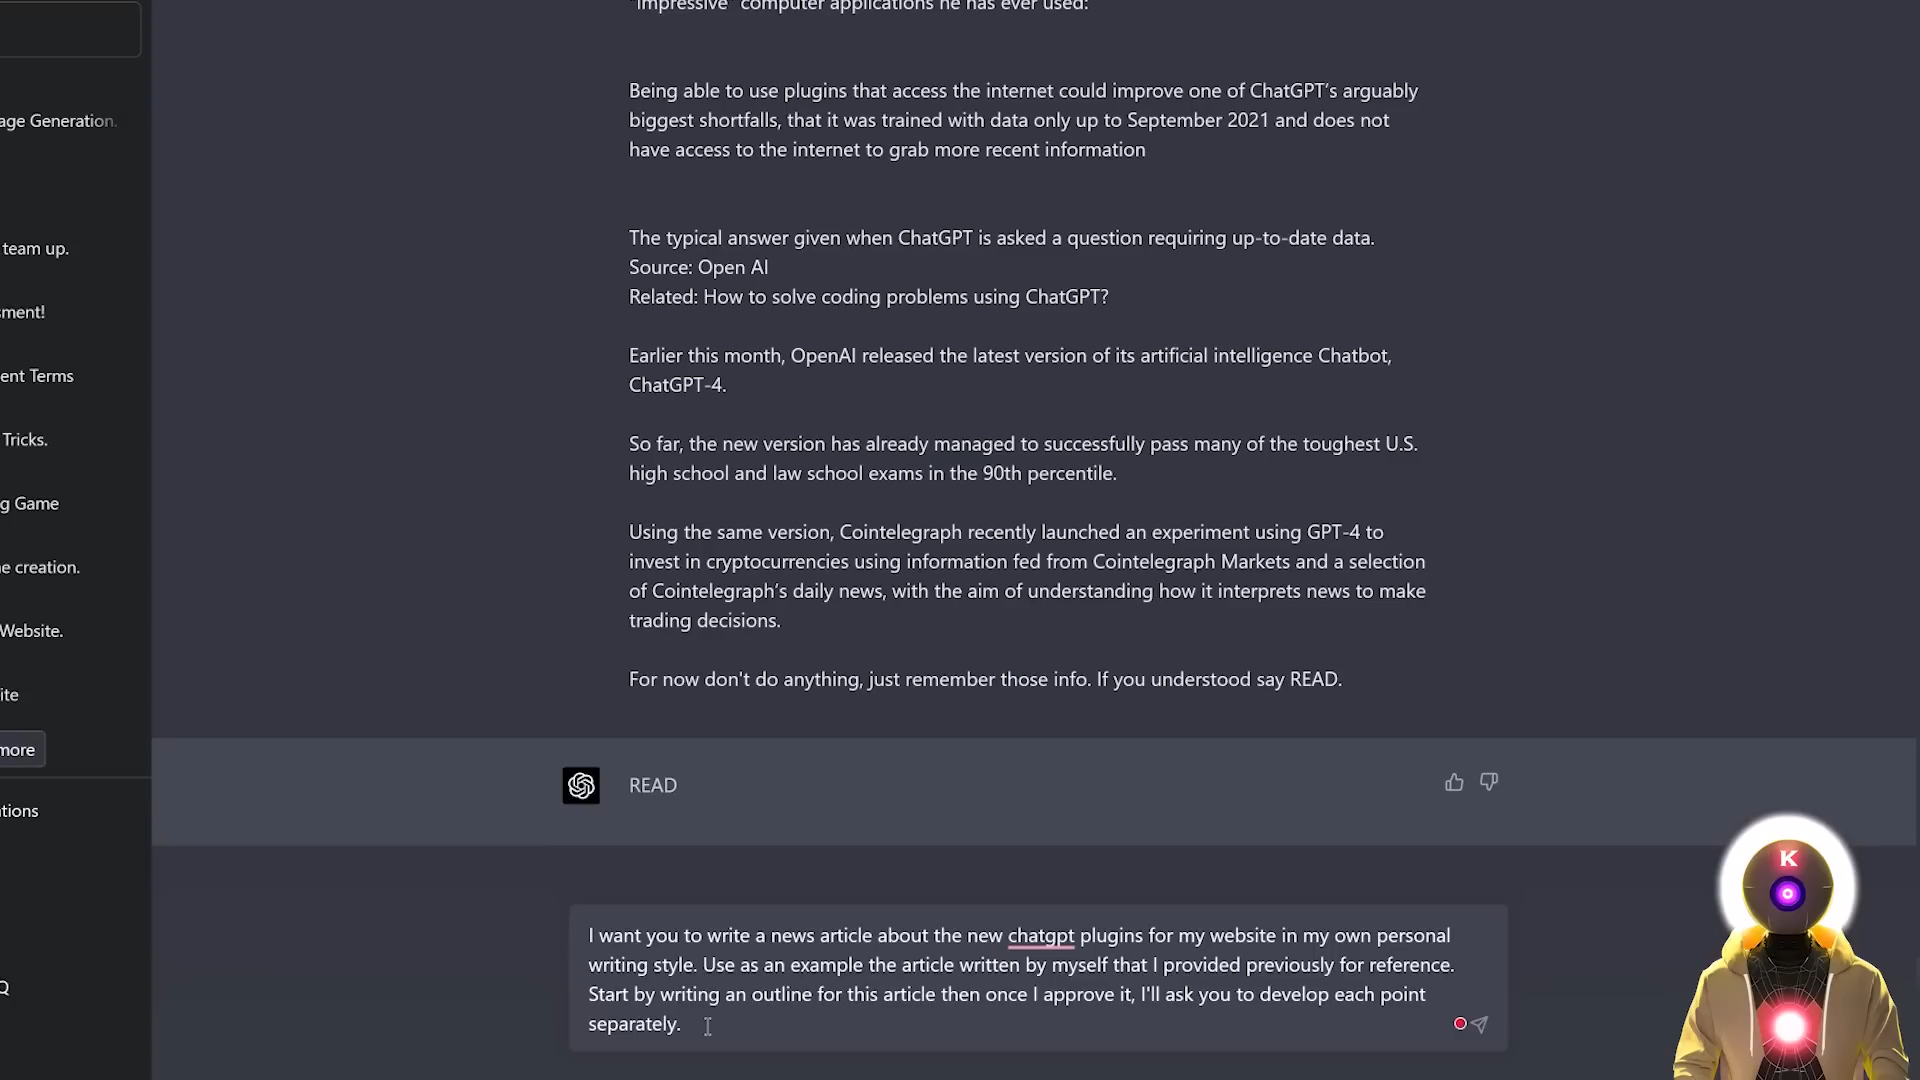 "impressive" computer applications he has ever used:
age Generation.
Being able to use plugins that access the internet could improve one of ChatGPT’s arguably
biggest shortfalls, that it was trained with data only up to September 2021 and does not
have access to the internet to grab more recent information
team up.
The typical answer given when ChatGPT is asked a question requiring up-to-date data.
Source: Open AI
Related: How to solve coding problems using ChatGPT?
sment!
Earlier this month, OpenAI released the latest version of its artificial intelligence Chatbot,
ChatGPT-4.
ent Terms
Tricks.
So far, the new version has already managed to successfully pass many of the toughest U.S.
high school and law school exams in the 90th percentile.
g Game
Using the same version, Cointelegraph recently launched an experiment using GPT-4 to
invest in cryptocurrencies using information fed from Cointelegraph Markets and a selection
of Cointelegraph’s daily news, with the aim of understanding how it interprets news to make
trading decisions.
e creation.
Website.
For now don't do anything, just remember those info. If you understood say READ.
ite
more
READ
tions
K
I want you to write a news article about the new chatgpt plugins for my website in my own personal
writing style. Use as an example the article written by myself that I provided previously for reference.
Start by writing an outline for this article then once I approve it, I'll ask you to develop each point
separately.
Q